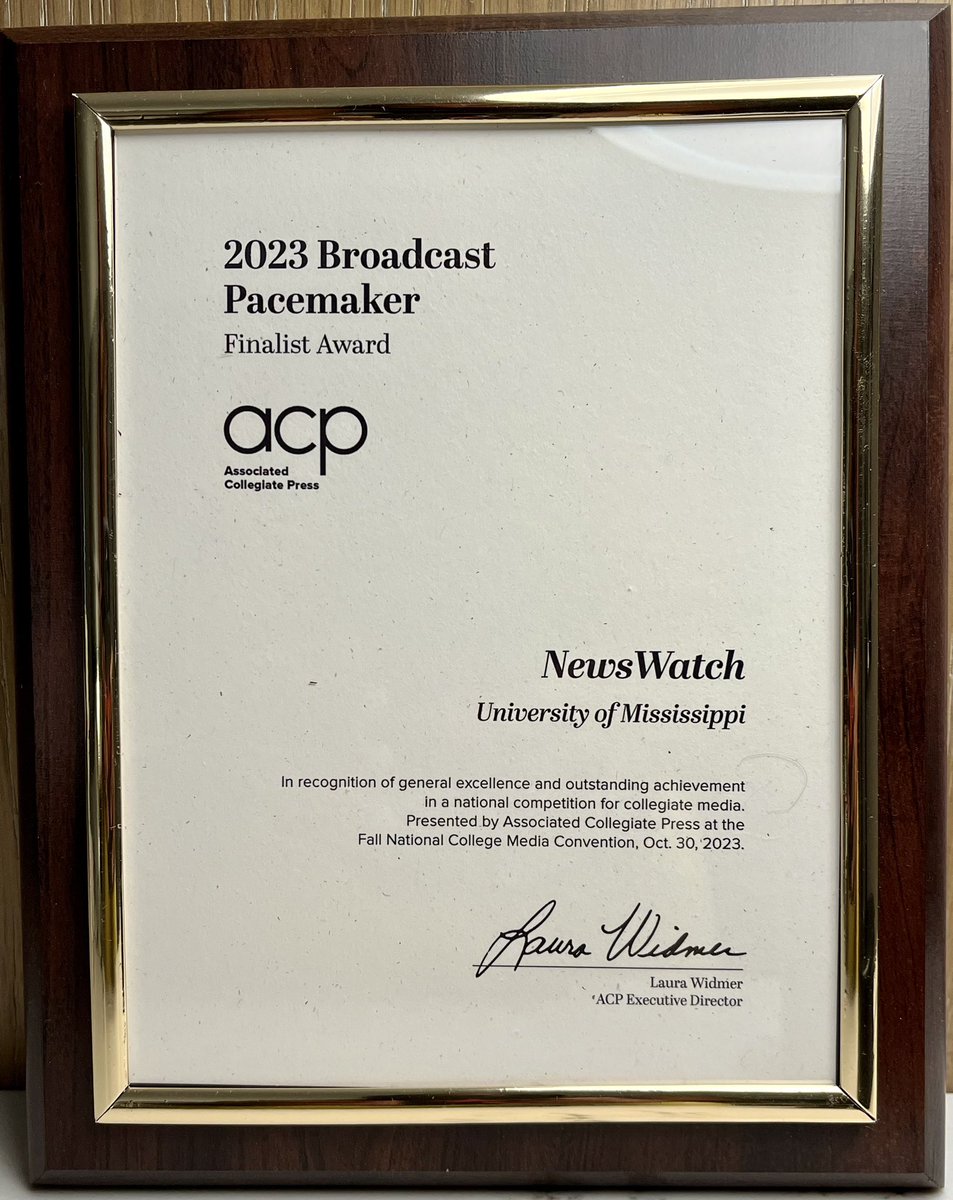 2023 Broadcast
Pacemaker
Finalist Award
acp
Associated
Collegiate Press
NewsWatch
University of Mississippi
In recognition of general excellence and outstanding achievement
in a national competition for collegiate media.
Presented by Associated Collegiate Press at the
Fall National College Media Convention, Oct. 30, 2023.
Laura Widmer
Laura Widmer
ACP Executive Director